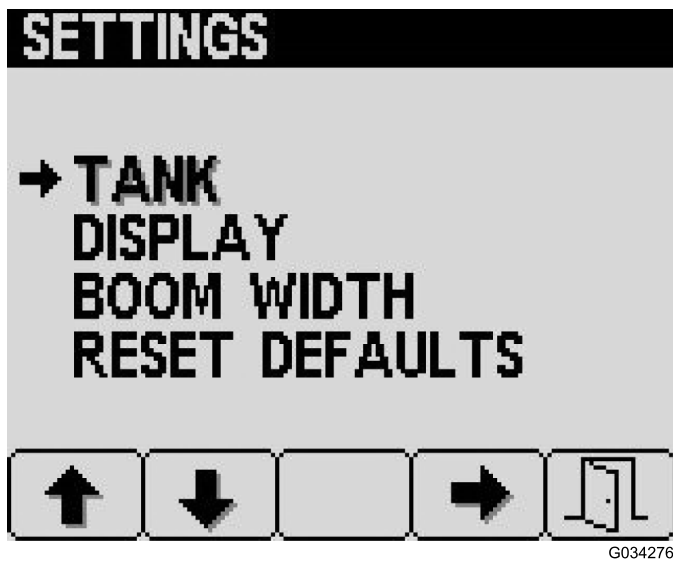 SETTINGS
TANK
DISPLAY
BOOM WIDTH
RESET DEFAULTS
G034276